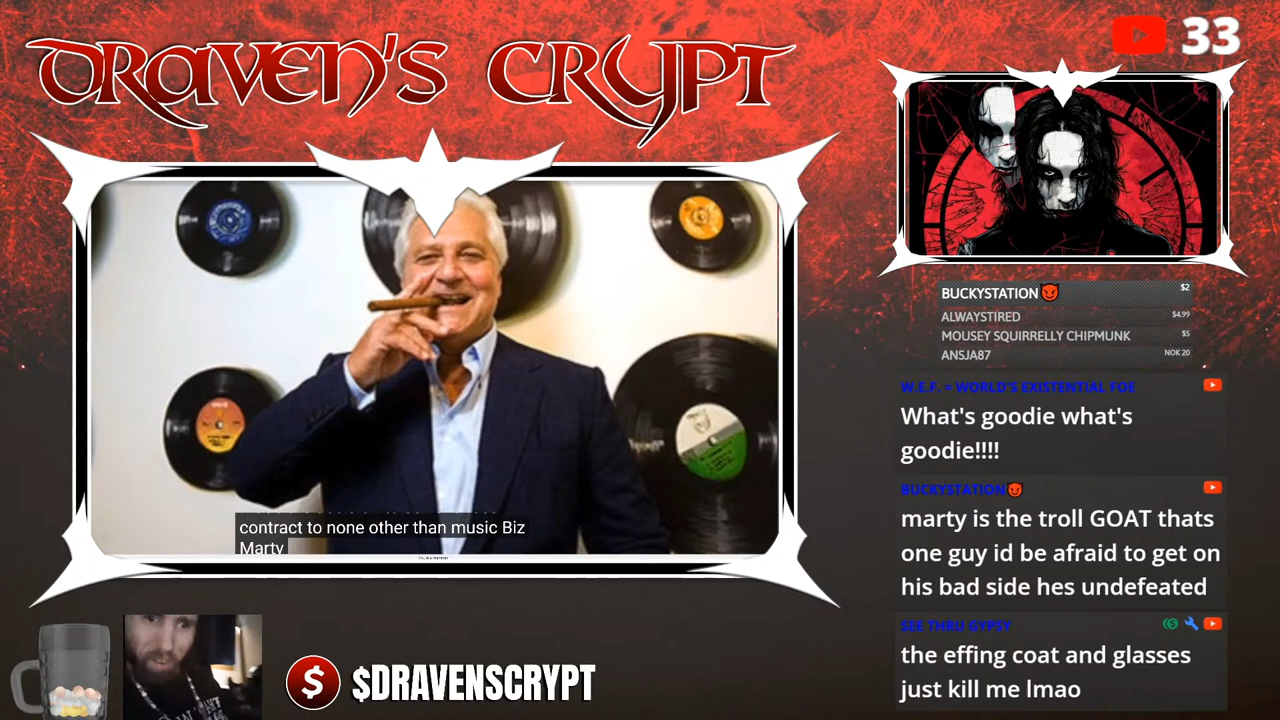 DRAVEN'S CRYPT
33
BUCKYSTATION $2
ALWAYSTIRED $4.99
MOUSEY SQUIRRELLY CHIPMUNK $5
ANSJA87 NOK 20
W.E.F. = WORLD'S EXISTENTIAL FOE
What's goodie what's
goodie!!!!
BUCKYSTATION
marty is the troll GOAT thats
one guy id be afraid to get on
his bad side hes undefeated
SEE THRU GYPSY
the effing coat and glasses
just kill me lmao
contract to none other than music Biz
Marty
$ $DRAVENSCRYPT